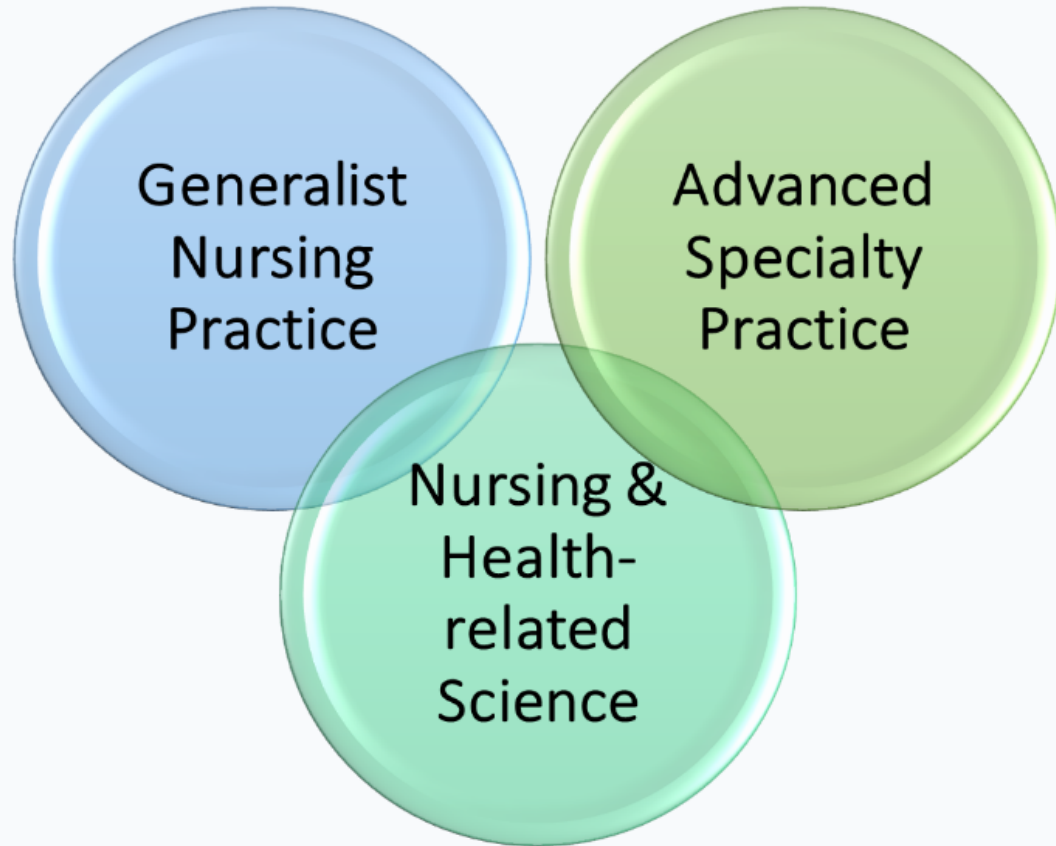 Generalist
Nursing
Practice
Advanced
Specialty
Practice
Nursing &
Health-
related
Science